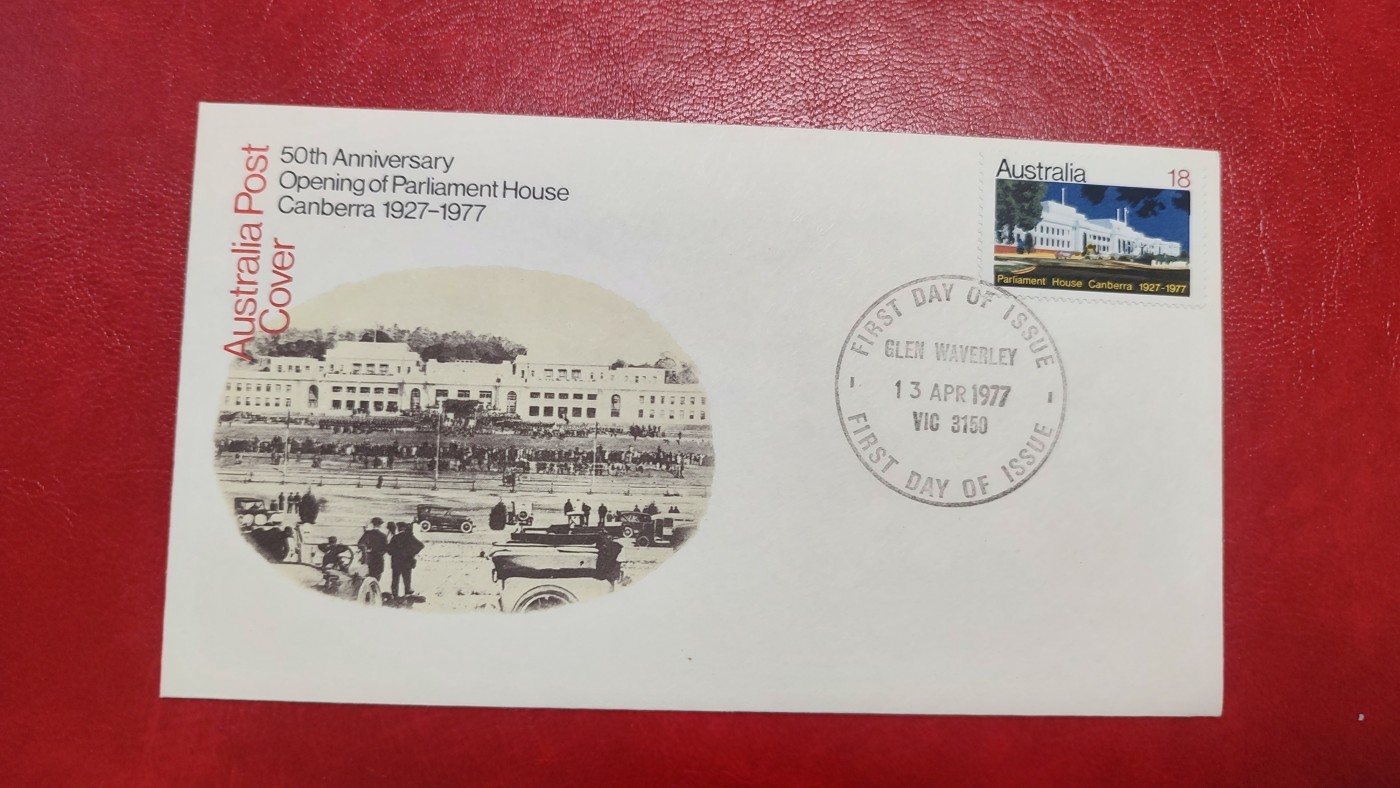 Australia Post
Cover
50th Anniversary
Opening of Parliament House
Canberra 1927–1977
Australia 18
Parliament House Canberra 1927-1977
FIRST DAY OF ISSUE
GLEN WAVERLEY
13 APR 1977
VIC 3150
FIRST DAY OF ISSUE